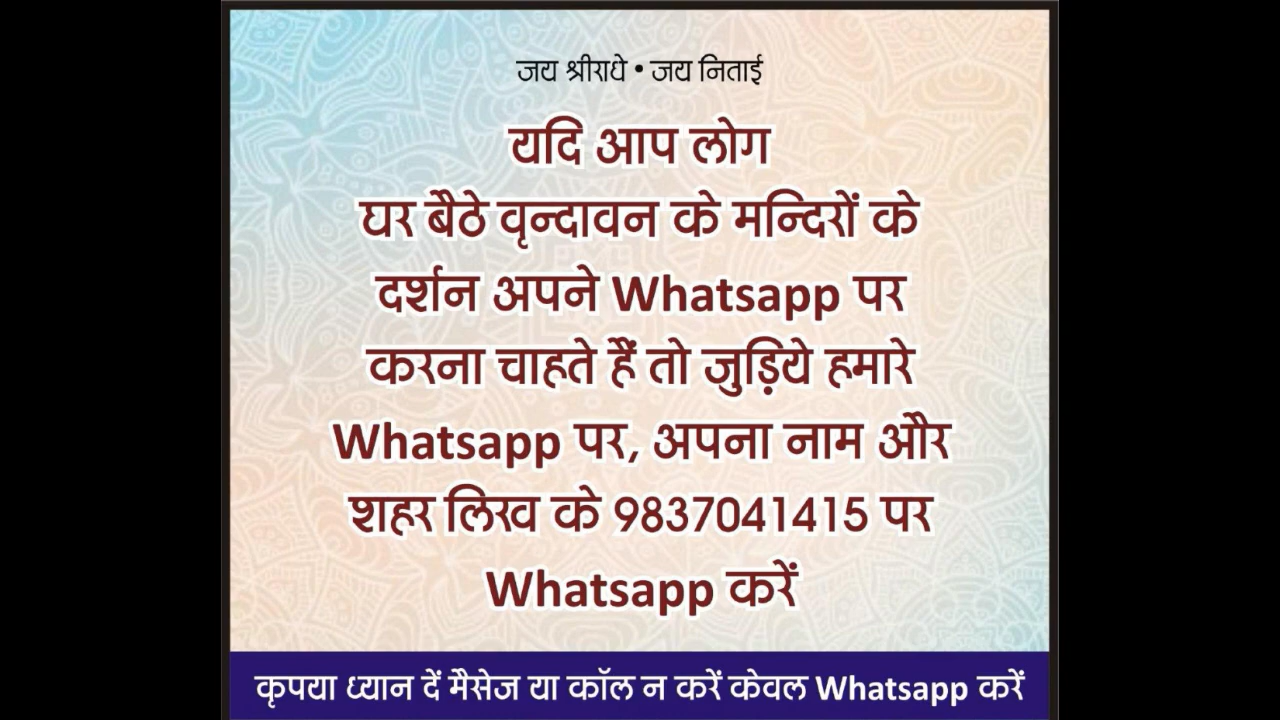 जय श्रीराधे • जय निताई
यदि आप लोग
घर बैठे वृन्दावन के मन्दिरों के
दर्शन अपने Whatsapp पर
करना चाहते हैं तो जुड़िये हमारे
Whatsapp पर, अपना नाम और
शहर लिख के 9837041415 पर
Whatsapp करें
कृपया ध्यान दें मैसेज या कॉल न करें केवल Whatsapp करें